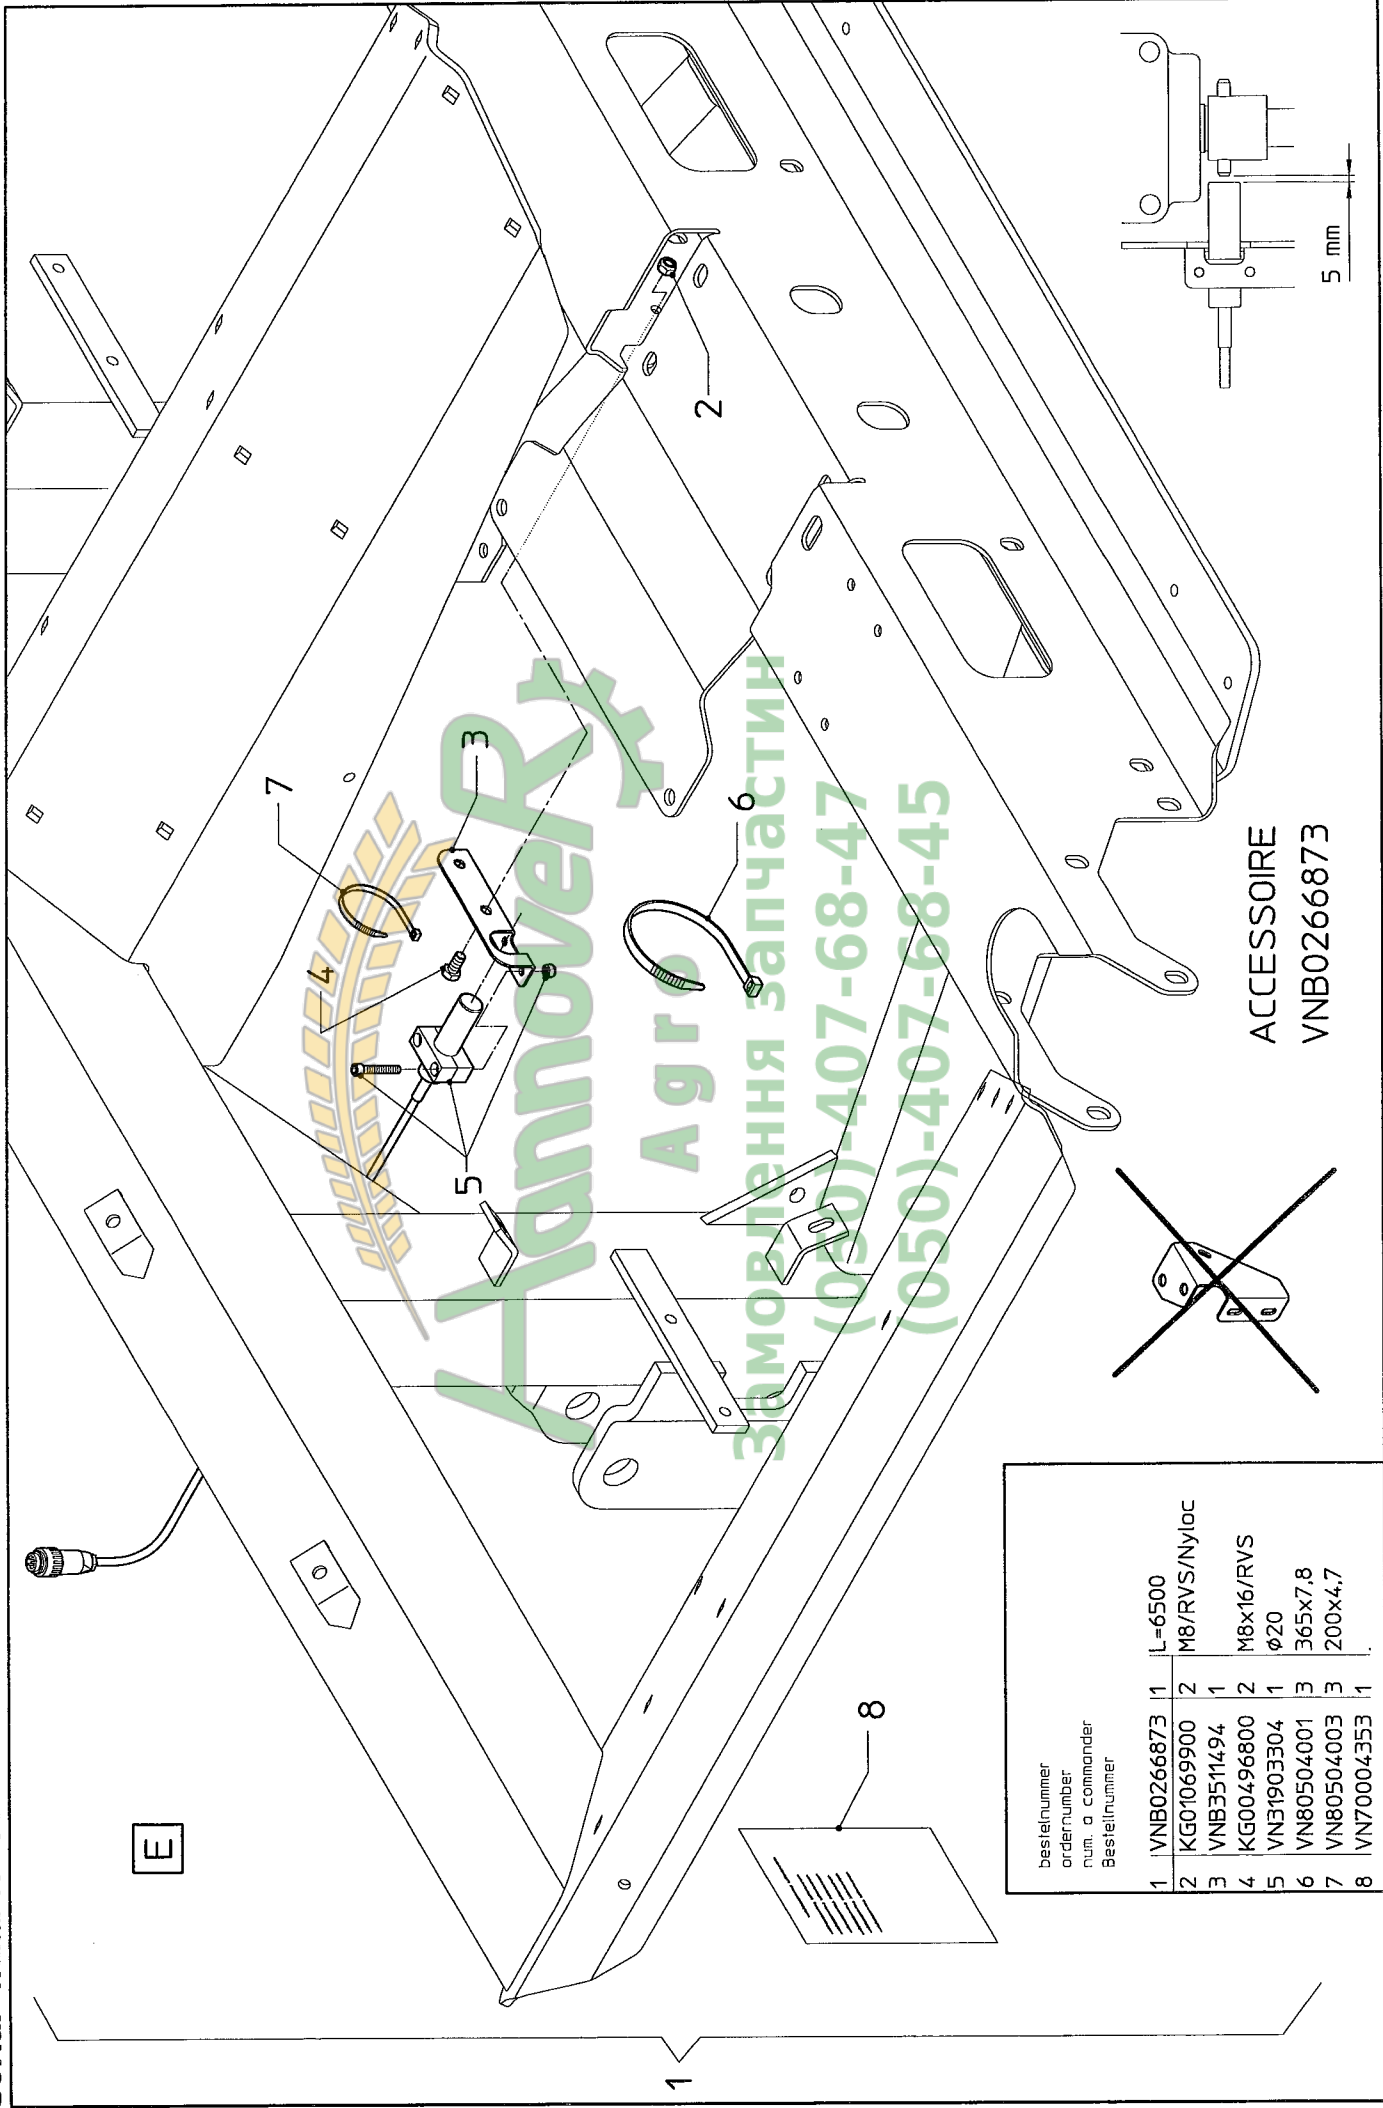 E
7
3
4
5
6
2
5 mm
Hannover
Agro
Замовлення запчастин
(050)-407-68-47
(050)-407-68-45
ACCESSOIRE
VNB0266873
8
1
bestelnummer
ordernumber
num. a commander
Bestellnummer
1 VNB0266873 1 L=6500
2 KG01069900 2 M8/RVS/Nyloc
3 VNB3511494 1
4 KG00496800 2 M8x16/RVS
5 VN31903304 1 φ20
6 VN80504001 3 365x7,8
7 VN80504003 3 200x4,7
8 VN70004353 1 .